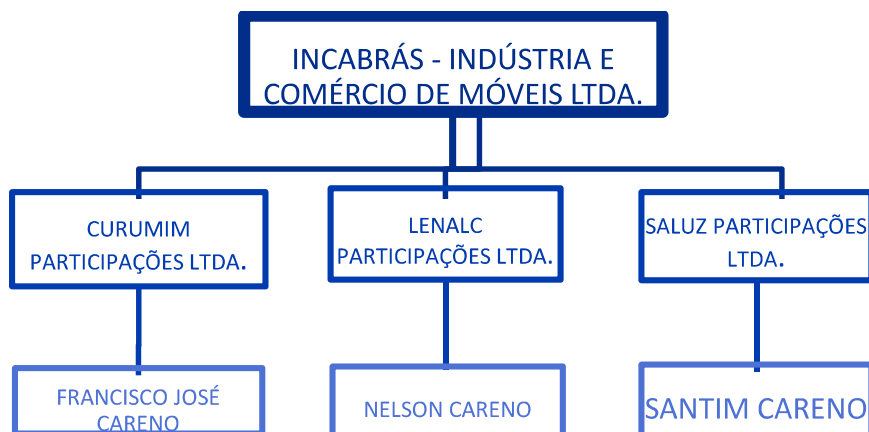 INCABRÁS - INDÚSTRIA E
COMÉRCIO DE MÓVEIS LTDA.
CURUMIM
PARTICIPAÇÕES LTDA.
LENALC
PARTICIPAÇÕES LTDA.
SALUZ PARTICIPAÇÕES
LTDA.
FRANCISCO JOSÉ
CARENO
NELSON CARENO
SANTIM CARENO